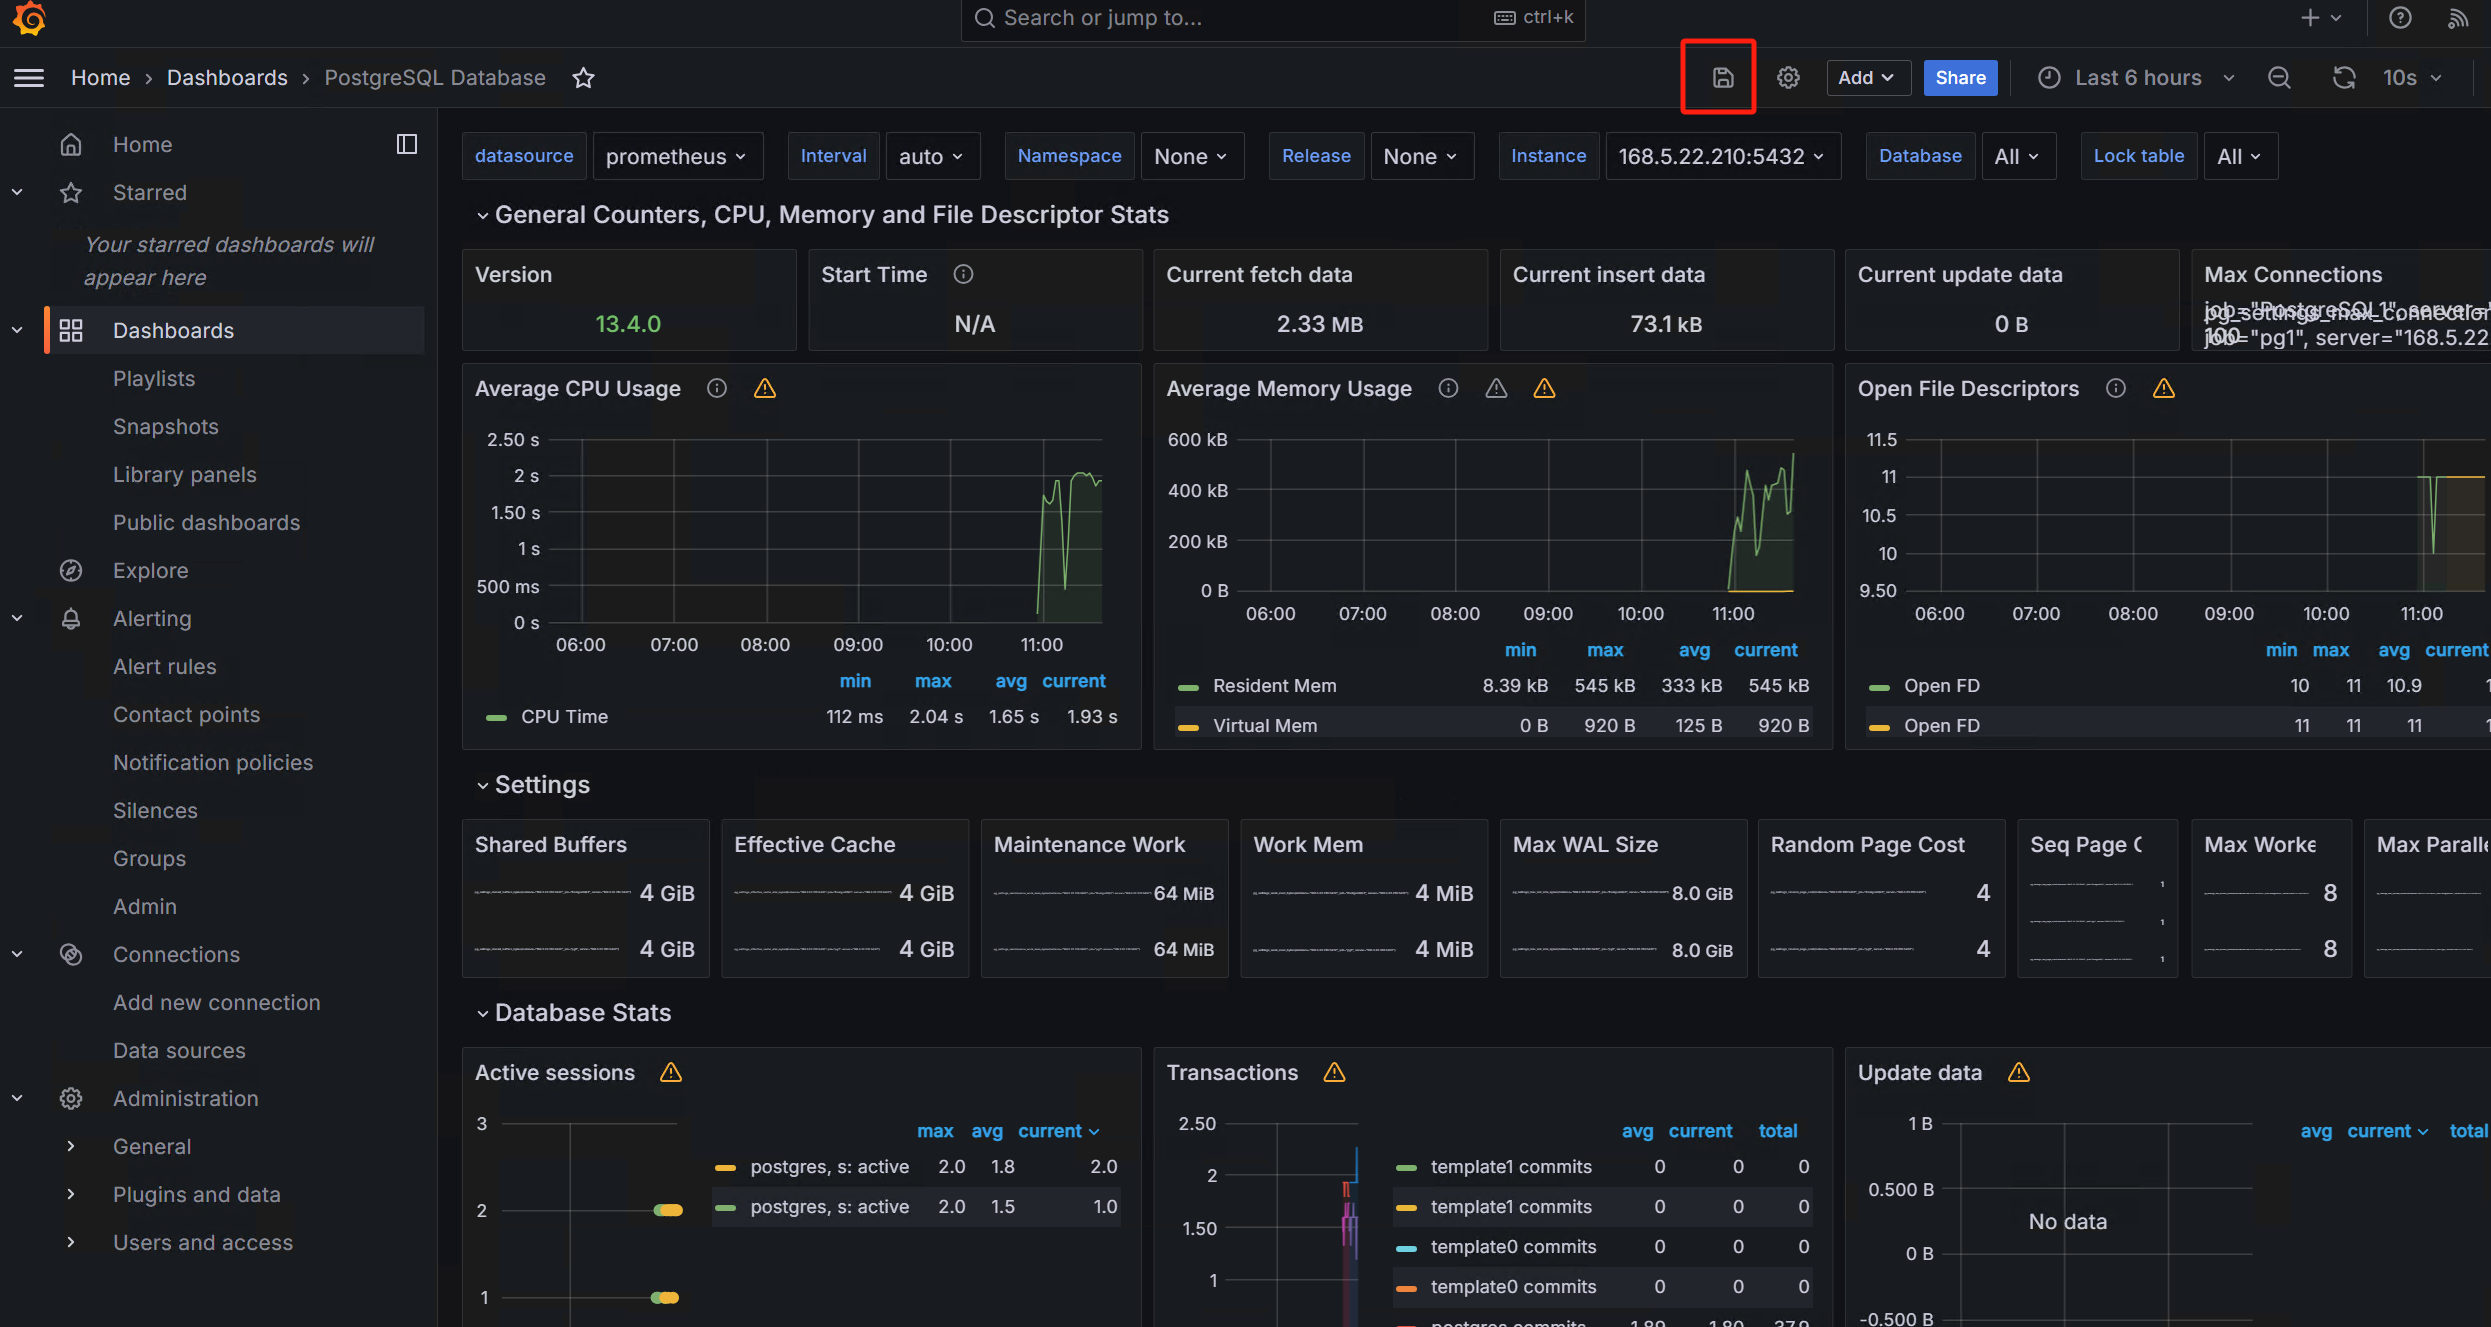 Search or jump to...
ctrl+k
Home › Dashboards › PostgreSQL Database
Add
Share
Last 6 hours
10s
Home
Starred
Your starred dashboards will
appear here
Dashboards
Playlists
Snapshots
Library panels
Public dashboards
Explore
Alerting
Alert rules
Contact points
Notification policies
Silences
Groups
Admin
Connections
Add new connection
Data sources
Administration
General
Plugins and data
Users and access
datasource prometheus Interval auto Namespace None Release None Instance 168.5.22.210:5432 Database All Lock table All
General Counters, CPU, Memory and File Descriptor Stats
Version
13.4.0
Start Time
N/A
Current fetch data
2.33 MB
Current insert data
73.1 kB
Current update data
0 B
Max Connections
job="PostgreSQL1", server=
pg_settings_max_connection
100
job="pg1", server="168.5.22
Average CPU Usage
2.50 s
2 s
1.50 s
1 s
500 ms
0 s
06:00 07:00 08:00 09:00 10:00 11:00
min max avg current
CPU Time 112 ms 2.04 s 1.65 s 1.93 s
Average Memory Usage
600 kB
400 kB
200 kB
0 B
06:00 07:00 08:00 09:00 10:00 11:00
min max avg current
Resident Mem 8.39 kB 545 kB 333 kB 545 kB
Virtual Mem 0 B 920 B 125 B 920 B
Open File Descriptors
11.5
11
10.5
10
9.50
06:00 07:00 08:00 09:00 10:00 11:00
min max avg current
Open FD 10 11 10.9 1
Open FD 11 11 11 1
Settings
Shared Buffers
4 GiB
4 GiB
Effective Cache
4 GiB
4 GiB
Maintenance Work
64 MiB
64 MiB
Work Mem
4 MiB
4 MiB
Max WAL Size
8.0 GiB
8.0 GiB
Random Page Cost
4
4
Seq Page C
1
1
1
Max Worke
8
8
Max Paralle
Database Stats
Active sessions
3
2
1
max avg current
postgres, s: active 2.0 1.8 2.0
postgres, s: active 2.0 1.5 1.0
Transactions
2.50
2
1.50
1
avg current total
template1 commits 0 0 0
template1 commits 0 0 0
template0 commits 0 0 0
template0 commits 0 0 0
postgres commits 1.89 1.80 37.9
Update data
1 B
0.500 B
0 B
-0.500 B
No data
avg current total